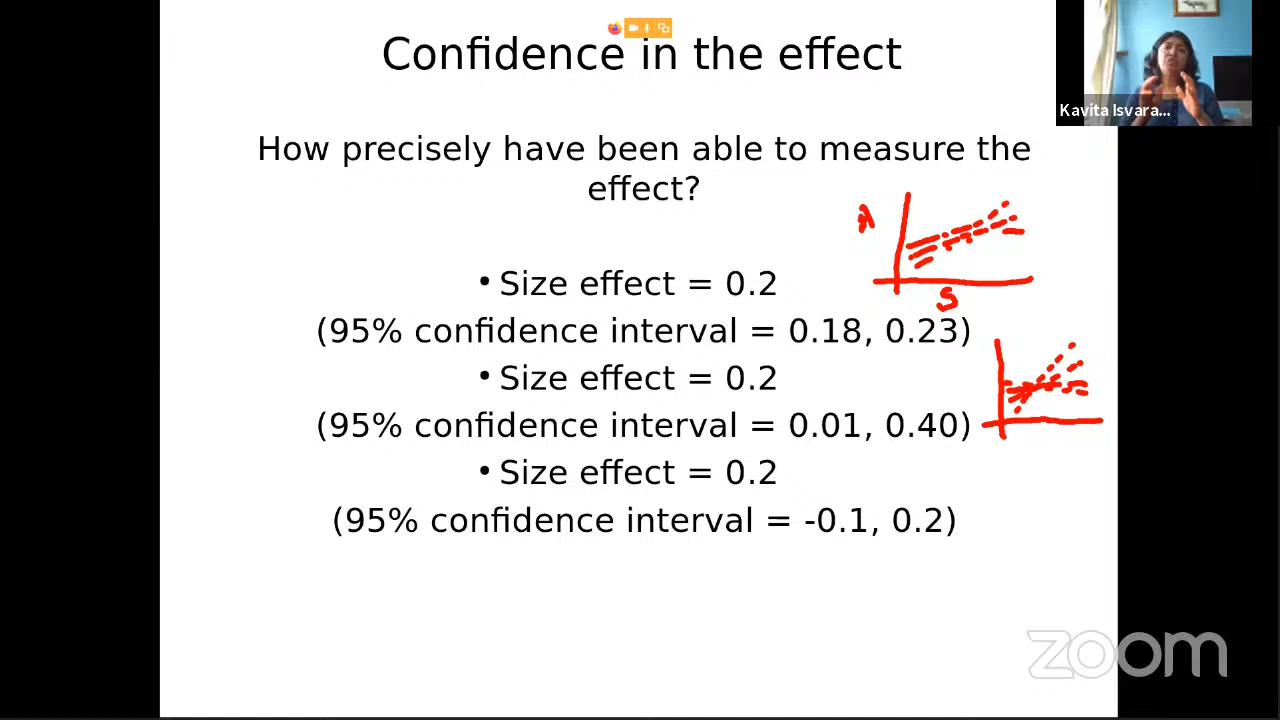 Confidence in the effect
Kavita Isvara...
How precisely have been able to measure the
effect?
• Size effect = 0.2
S
(95% confidence interval = 0.18, 0.23)
• Size effect = 0.2
(95% confidence interval = 0.01, 0.40)
• Size effect = 0.2
(95% confidence interval = -0.1, 0.2)
zoom